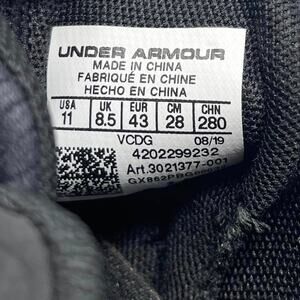 UNDER ARMOUR
MADE IN CHINA
FABRIQUÉ EN CHINE
HECHO EN CHINA
USA UK EUR CM CHN
11 8.5 43 28 280
VCDG 08/19
4202299232
Art.3021377-001